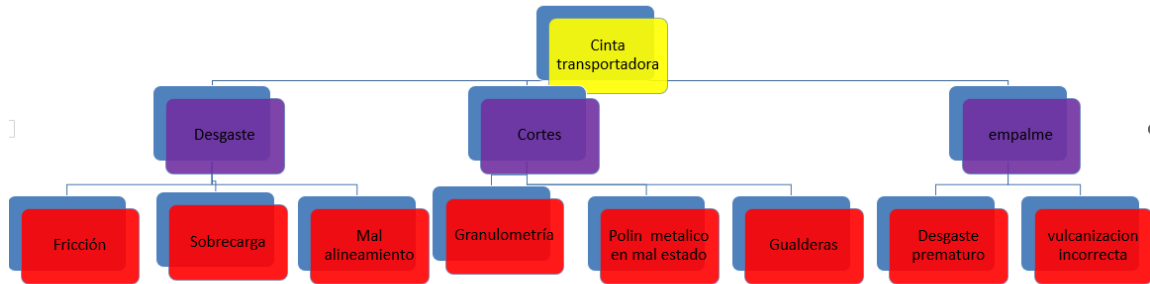 Cinta
transportadora
Desgaste
Cortes
empalme
Fricción
Sobrecarga
Mal
alineamiento
Granulometría
Polin metalico
en mal estado
Gualderas
Desgaste
prematuro
vulcanizacion
incorrecta